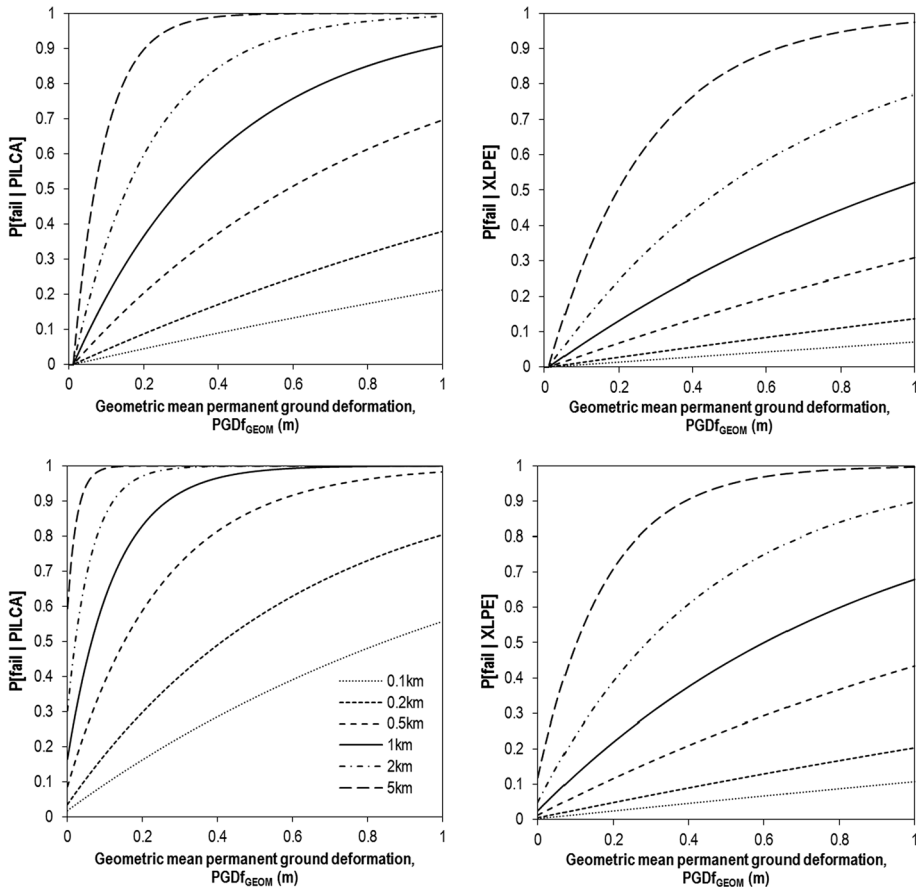 P[fail | PILCA]
1
0.9
0.8
0.7
0.6
0.5
0.4
0.3
0.2
0.1
0
0 0.2 0.4 0.6 0.8 1
Geometric mean permanent ground deformation,
PGDfGEOM (m)
P[fail | XLPE]
1
0.9
0.8
0.7
0.6
0.5
0.4
0.3
0.2
0.1
0
0 0.2 0.4 0.6 0.8 1
Geometric mean permanent ground deformation,
PGDfGEOM (m)
P[fail | PILCA]
1
0.9
0.8
0.7
0.6
0.5
0.4
0.3
0.2
0.1
0
0.1km
0.2km
0.5km
1km
2km
5km
0 0.2 0.4 0.6 0.8 1
Geometric mean permanent ground deformation,
PGDfGEOM (m)
P[fail | XLPE]
1
0.9
0.8
0.7
0.6
0.5
0.4
0.3
0.2
0.1
0
0 0.2 0.4 0.6 0.8 1
Geometric mean permanent ground deformation,
PGDfGEOM (m)